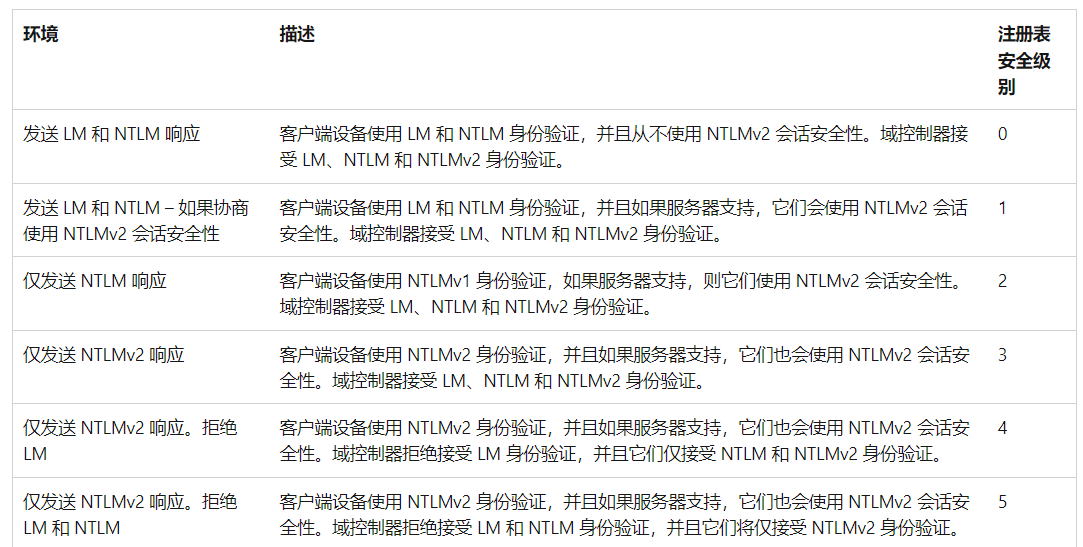 环境 描述 注册表
安全级
别
发送 LM 和 NTLM 响应 客户端设备使用 LM 和 NTLM 身份验证，并且从不使用 NTLMv2 会话安全性。域控制器接 0
受 LM、NTLM 和 NTLMv2 身份验证。
发送 LM 和 NTLM – 如果协商 客户端设备使用 LM 和 NTLM 身份验证，并且如果服务器支持，它们会使用 NTLMv2 会话 1
使用 NTLMv2 会话安全性 安全性。域控制器接受 LM、NTLM 和 NTLMv2 身份验证。
仅发送 NTLM 响应 客户端设备使用 NTLMv1 身份验证，如果服务器支持，则它们使用 NTLMv2 会话安全性。 2
域控制器接受 LM、NTLM 和 NTLMv2 身份验证。
仅发送 NTLMv2 响应 客户端设备使用 NTLMv2 身份验证，并且如果服务器支持，它们也会使用 NTLMv2 会话安 3
全性。域控制器接受 LM、NTLM 和 NTLMv2 身份验证。
仅发送 NTLMv2 响应。拒绝 客户端设备使用 NTLMv2 身份验证，并且如果服务器支持，它们也会使用 NTLMv2 会话安 4
LM 全性。域控制器拒绝接受 LM 身份验证，并且它们仅接受 NTLM 和 NTLMv2 身份验证。
仅发送 NTLMv2 响应。拒绝 客户端设备使用 NTLMv2 身份验证，并且如果服务器支持，它们也会使用 NTLMv2 会话安 5
LM 和 NTLM 全性。域控制器拒绝接受 LM 和 NTLM 身份验证，并且它们将仅接受 NTLMv2 身份验证。